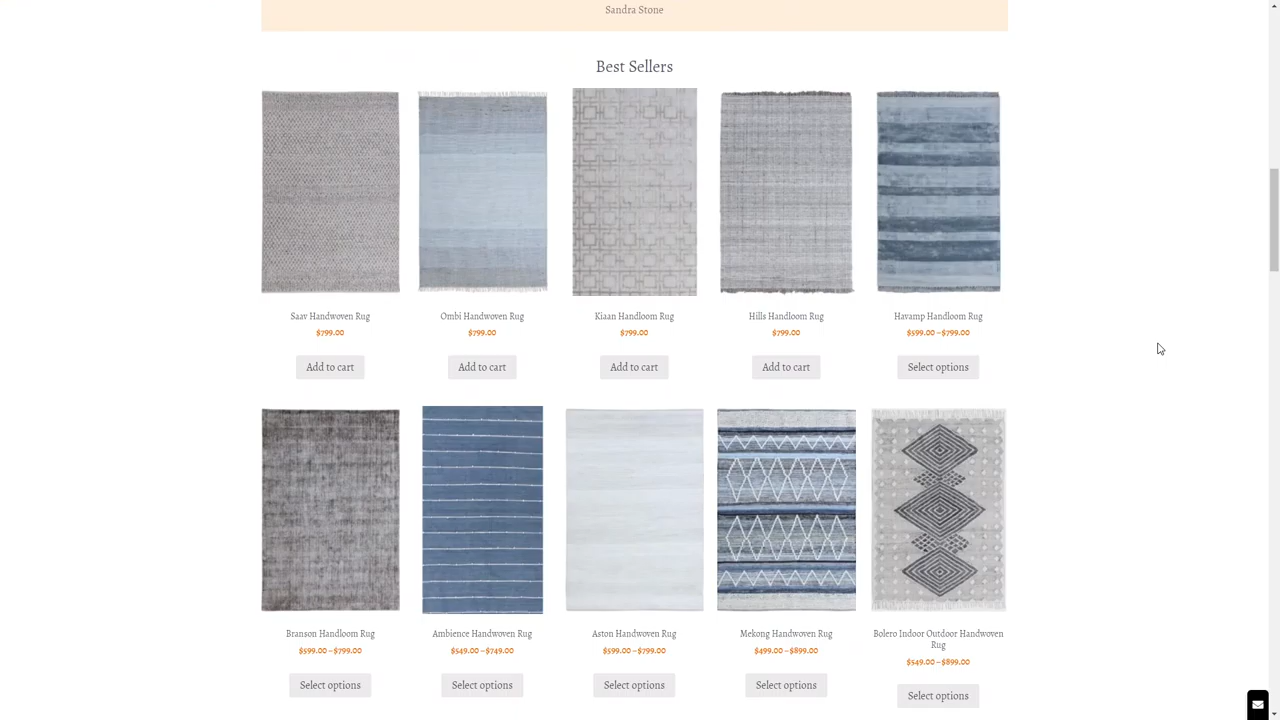 Sandra Stone
Best Sellers
Saav Handwoven Rug
$799.00
Add to cart
Ombi Handwoven Rug
$799.00
Add to cart
Kiaan Handloom Rug
$799.00
Add to cart
Hills Handloom Rug
$799.00
Add to cart
Havamp Handloom Rug
$599.00 – $799.00
Select options
Branson Handloom Rug
$599.00 – $799.00
Select options
Ambience Handwoven Rug
$549.00 – $749.00
Select options
Aston Handwoven Rug
$599.00 – $799.00
Select options
Mekong Handwoven Rug
$499.00 – $899.00
Select options
Bolero Indoor Outdoor Handwoven
Rug
$549.00 – $899.00
Select options